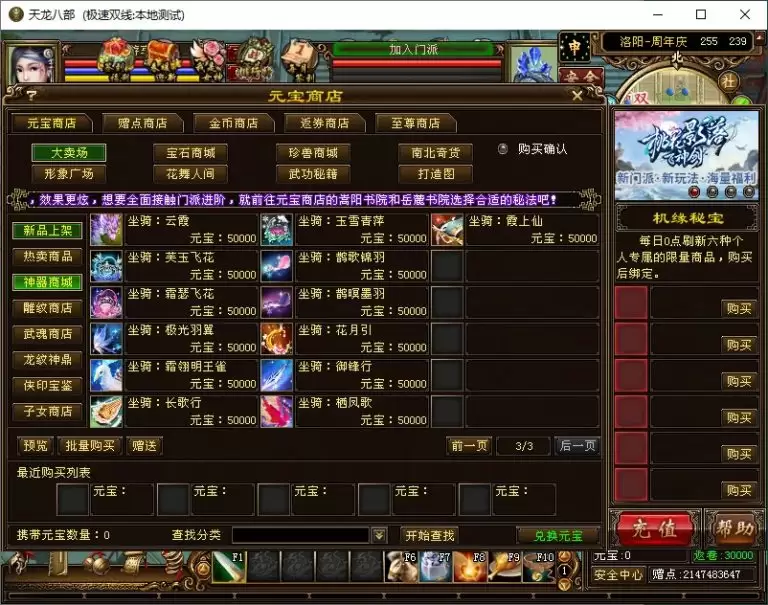 天龙八部 (极速双线:本地测试)
加入门派
申
洛阳-周年庆 255 239
北
安全
社
双
? 元宝商店
元宝商店 赠点商店 金币商店 返券商店 至尊商店
大卖场 宝石商城 珍兽商城 南北奇货 购买确认
形象广场 花舞人间 武功秘籍 打造图
，效果更炫，想要全面接触门派进阶，就前往元宝商店的嵩阳书院和岳麓书院选择合适的秘法吧！
新品上架
热卖商品
神器商城
雕纹商店
武魂商店
龙纹神鼎
侠印宝鉴
子女商店
坐骑：云霞
元宝：50000
坐骑：玉雪吉萍
元宝：50000
坐骑：霞上仙
元宝：50000
坐骑：芙玉飞花
元宝：50000
坐骑：鹊歌锦羽
元宝：50000
坐骑：霜瑟飞花
元宝：50000
坐骑：鹊暝墨羽
元宝：50000
坐骑：极光羽翼
元宝：50000
坐骑：花月引
元宝：50000
坐骑：霜翎明王雀
元宝：50000
坐骑：御锋行
元宝：50000
坐骑：长歌行
元宝：50000
坐骑：栖凤歌
元宝：50000
预览 批量购买 赠送 前一页 3/3 后一页
最近购买列表
元宝： 元宝： 元宝： 元宝： 元宝：
携带元宝数量：0 查找分类 开始查找 兑换元宝
新门派·新玩法·海量福利
机缘秘宝
每日0点刷新六种个
人专属的限量商品，购买
后绑定。
购买
购买
购买
购买
购买
购买
充值 帮助
元宝:0 返卷:30000
安全中心 赠点:2147483647
F1 F6 F7 F8 F9 F10
1